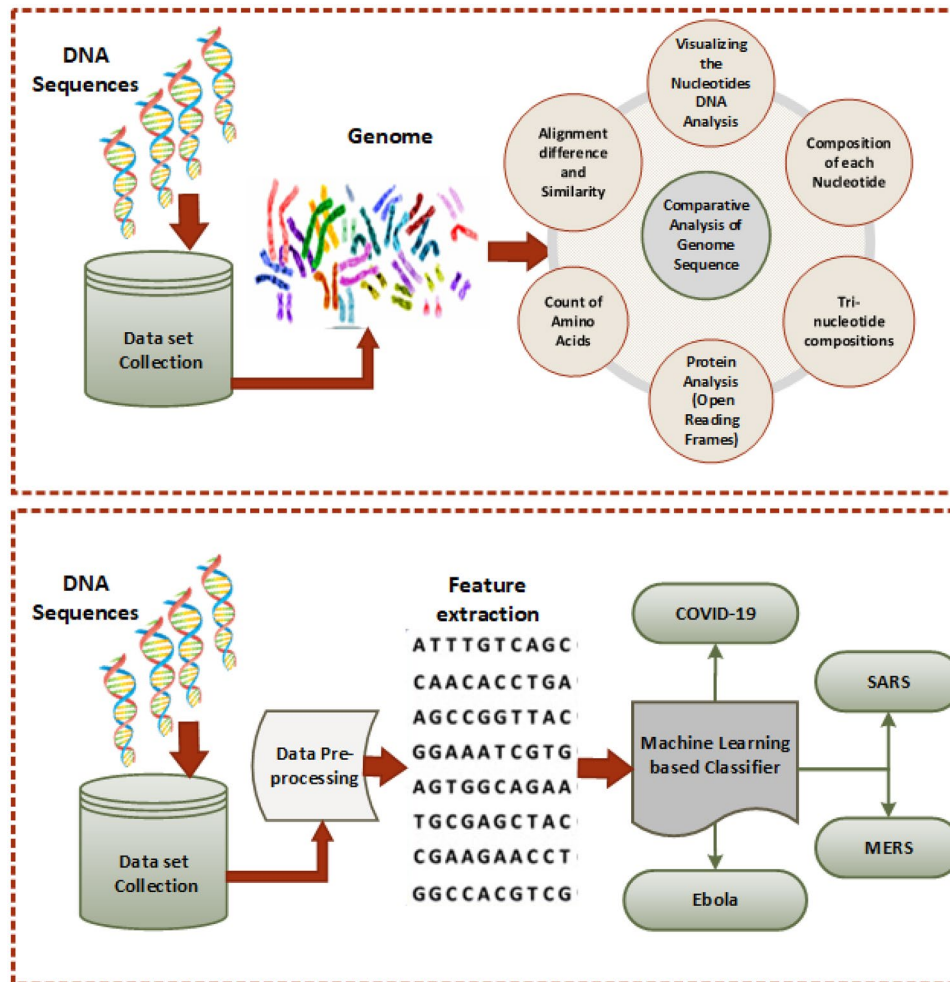 DNA
Sequences
Data set
Collection
Genome
Visualizing
the
Nucleotides
DNA
Analysis
Alignment
difference
and
Similarity
Composition
of each
Nucleotide
Comparative
Analysis of
Genome
Sequence
Count of
Amino
Acids
Tri-
nucleotide
compositions
Protein
Analysis
(Open
Reading
Frames)
DNA
Sequences
Data set
Collection
Data Pre-
processing
Feature
extraction
ATTTGTCAGC
CAACACCTGA
AGCCGGTTAC
GGAAATCGTG
AGTGGCAGAA
TGCGAGCTAC
CGAAGAACCT
GGCCACGTCG
Machine Learning
based Classifier
COVID-19
SARS
MERS
Ebola